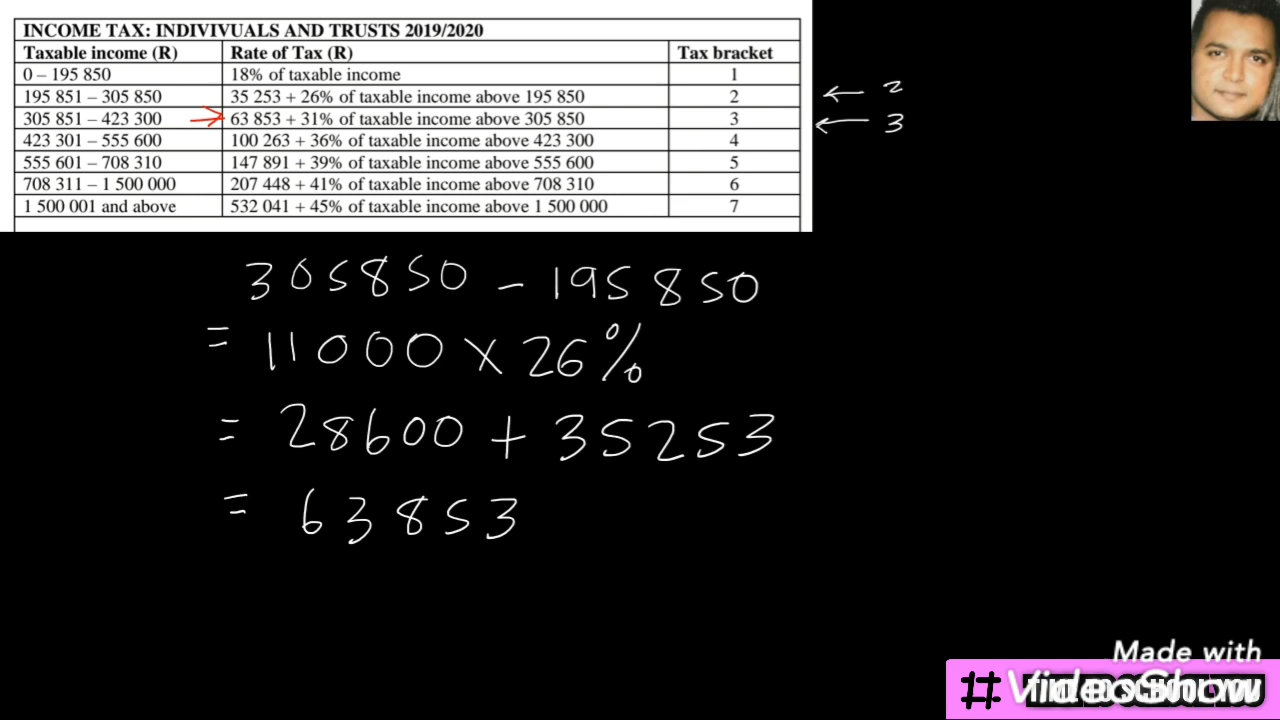 INCOME TAX: INDIVIVUALS AND TRUSTS 2019/2020
Taxable income (R) Rate of Tax (R) Tax bracket
0 – 195 850 18% of taxable income 1
195 851 – 305 850 35 253 + 26% of taxable income above 195 850 2
← 2
305 851 – 423 300 → 63 853 + 31% of taxable income above 305 850 3
← 3
423 301 – 555 600 100 263 + 36% of taxable income above 423 300 4
555 601 – 708 310 147 891 + 39% of taxable income above 555 600 5
708 311 – 1 500 000 207 448 + 41% of taxable income above 708 310 6
1 500 001 and above 532 041 + 45% of taxable income above 1 500 000 7
305850 – 195850
= 11000 × 26%
= 28600 + 35253
= 63853
Made with
VideoShow
#TIME TO SCHOOL YOU